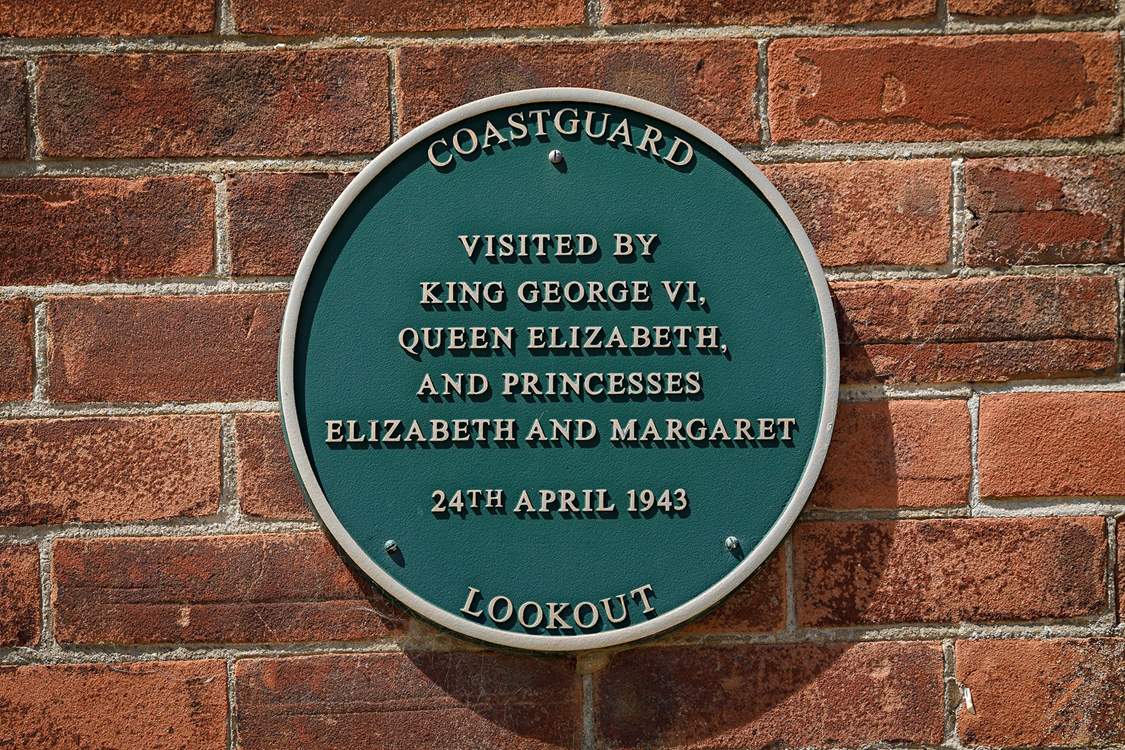 COASTGUARD
VISITED BY
KING GEORGE VI,
QUEEN ELIZABETH,
AND PRINCESSES
ELIZABETH AND MARGARET
24TH APRIL 1943
LOOKOUT